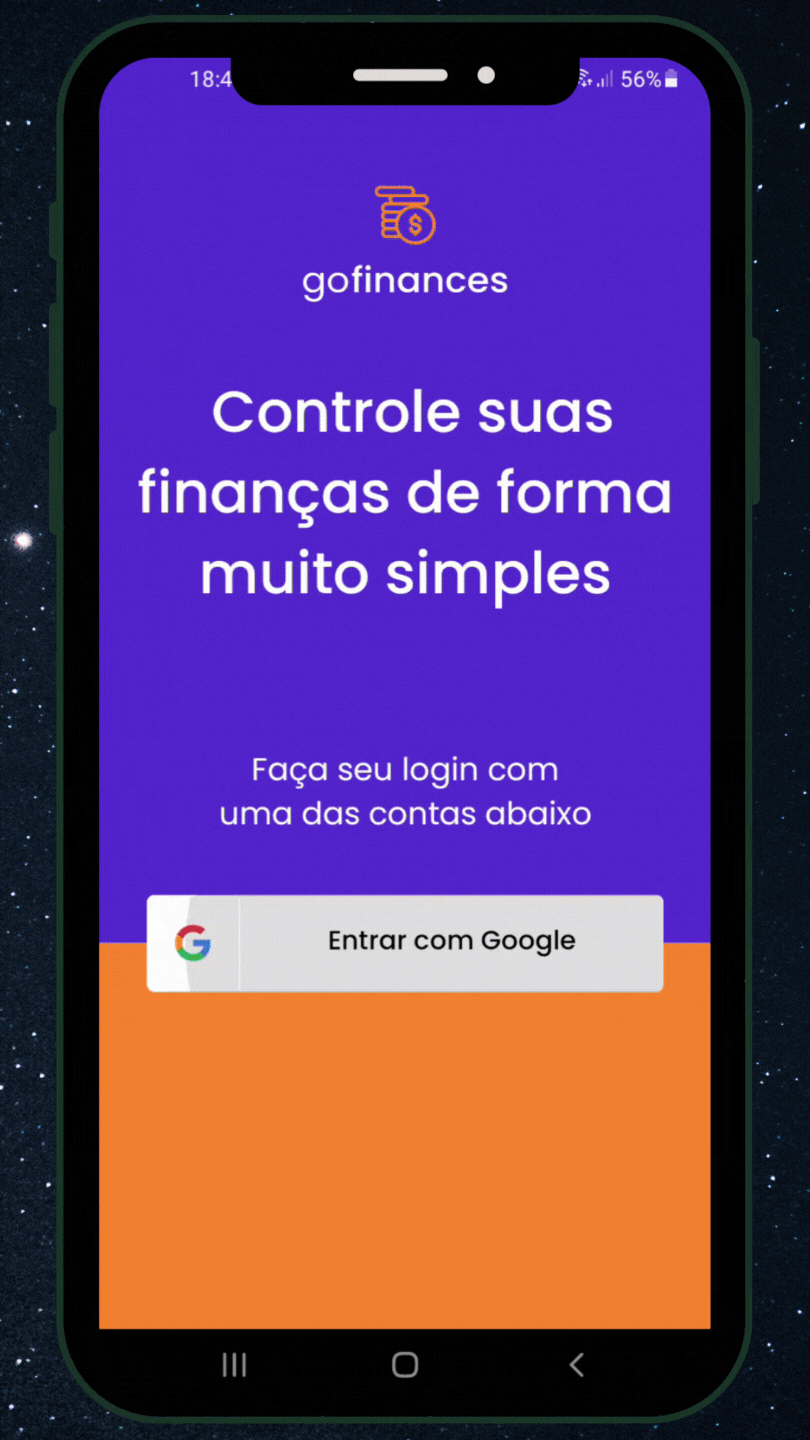 18:4
56%
gofinances
Controle suas
finanças de forma
muito simples
Faça seu login com
uma das contas abaixo
Entrar com Google